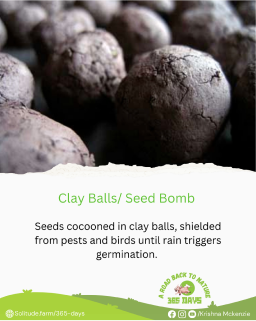 Clay Balls/ Seed Bomb
Seeds cocooned in clay balls, shielded
from pests and birds until rain triggers
germination.
A ROAD BACK TO NATURE
365 DAYS
Solitude.farm/365-days
/Krishna Mckenzie